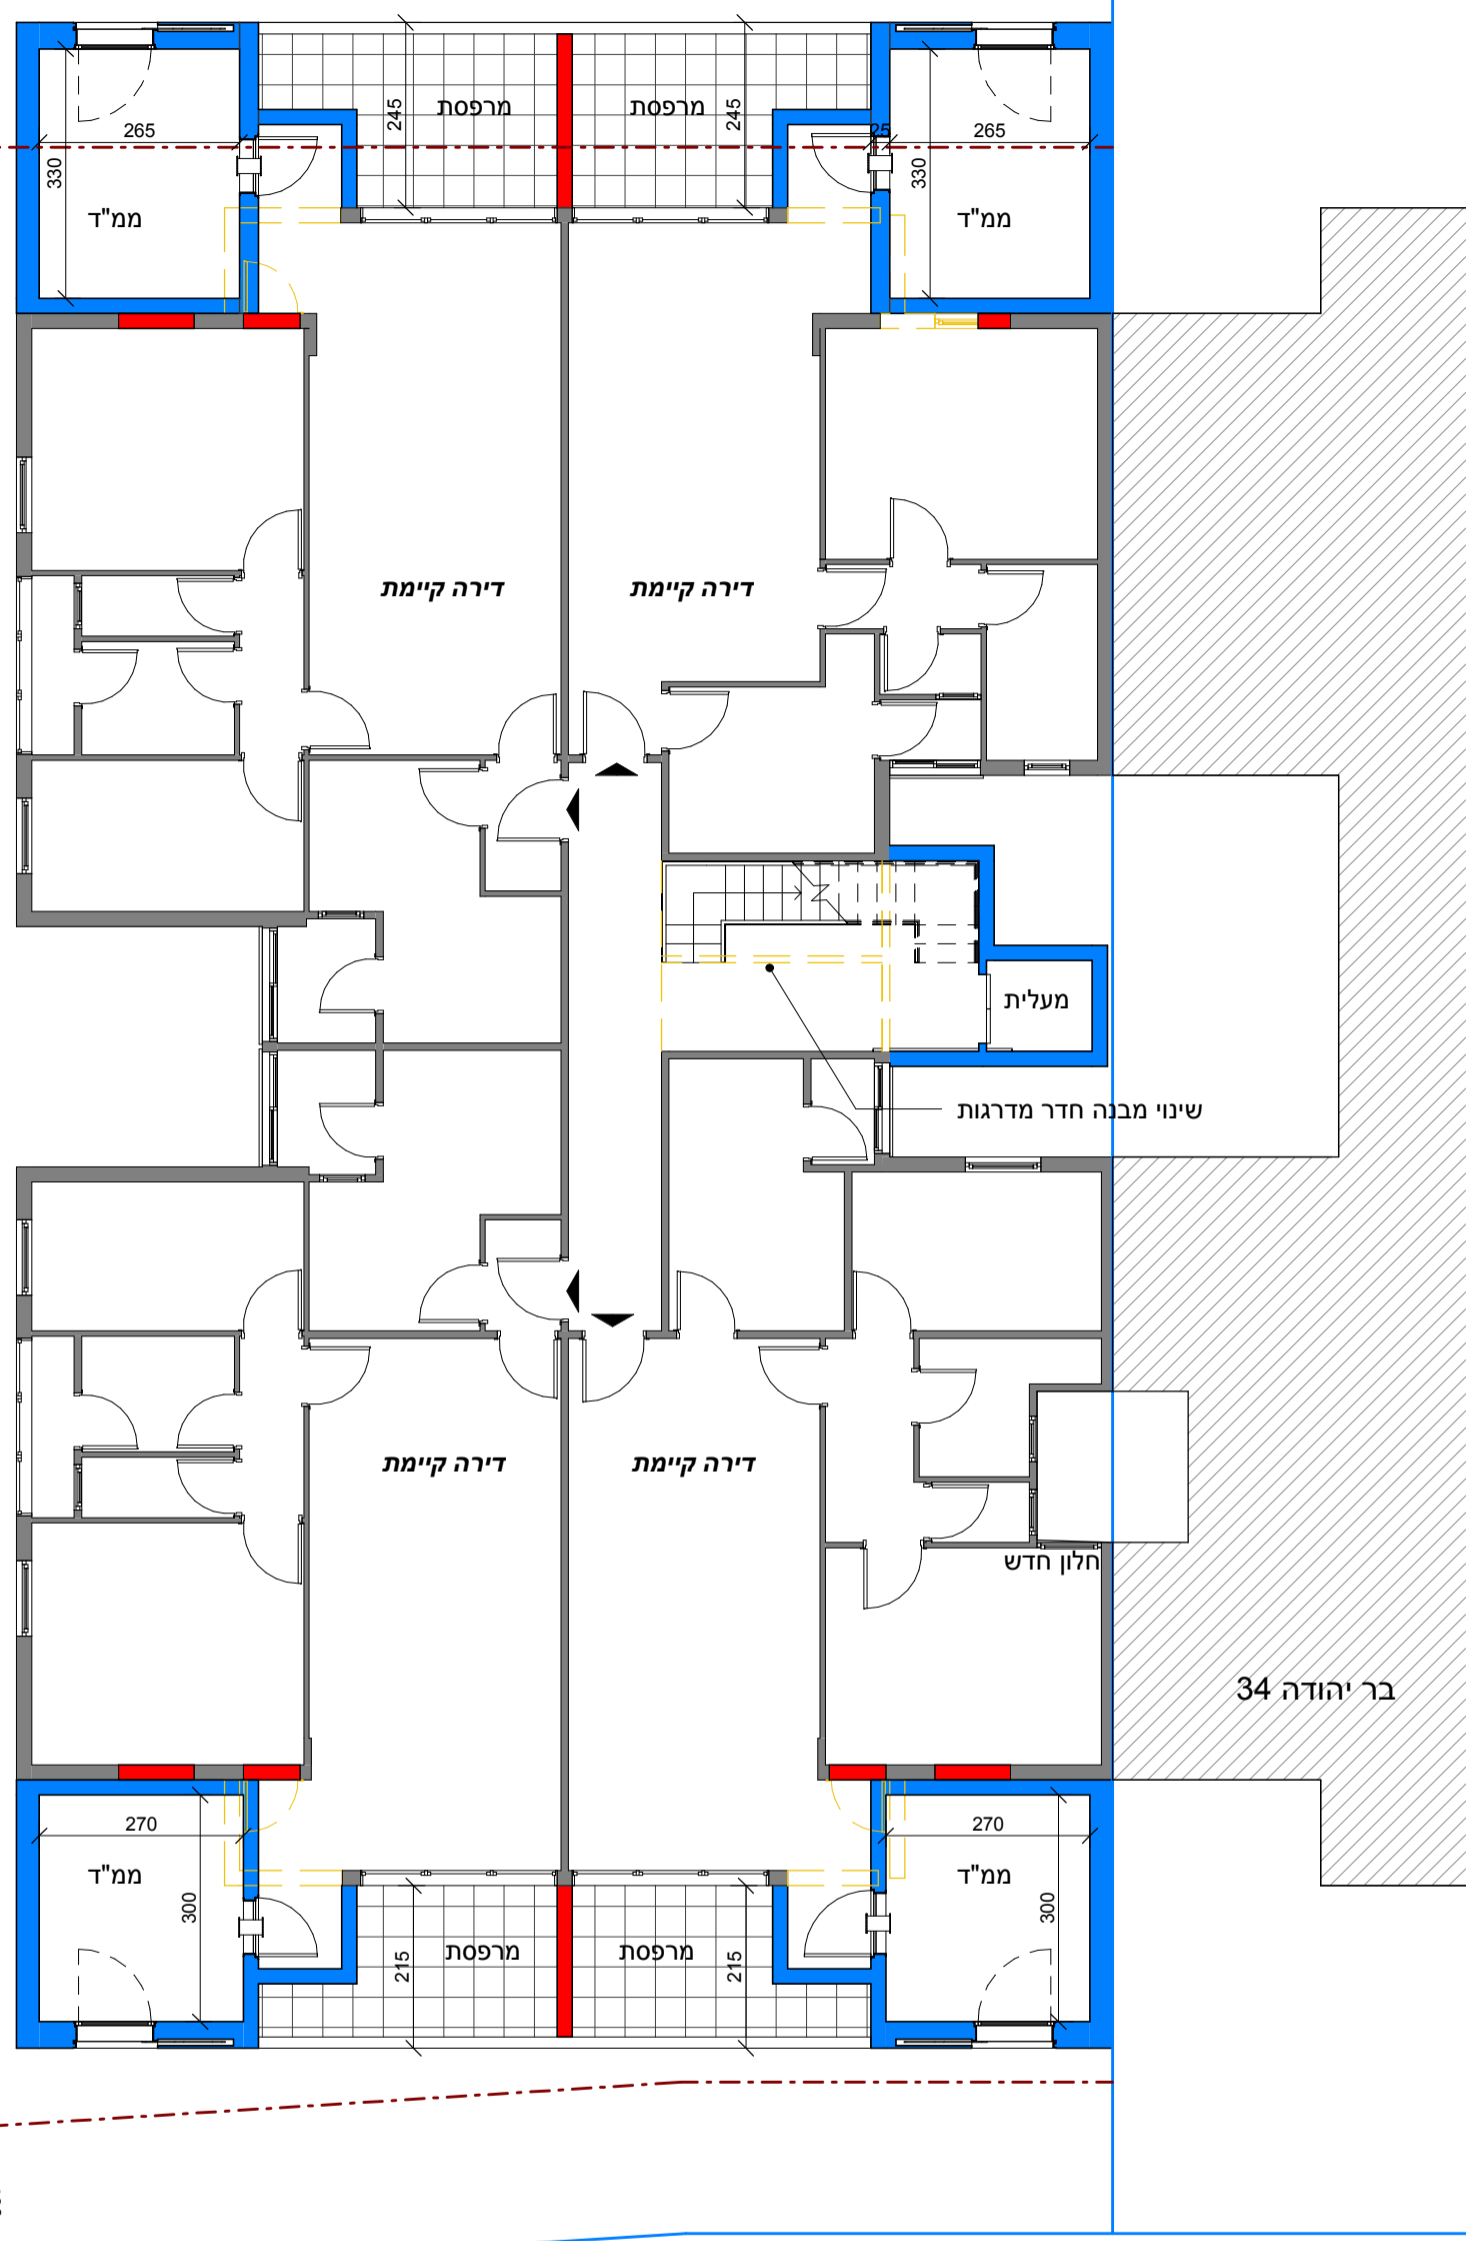 מרפסת
מרפסת
245
245
265
25
265
330
330
ממ"ד
ממ"ד
דירה קיימת
דירה קיימת
מעלית
שינוי מבנה חדר מדרגות
דירה קיימת
דירה קיימת
חלון חדש
בר יהודה 34
270
270
ממ"ד
ממ"ד
300
300
מרפסת
מרפסת
215
215